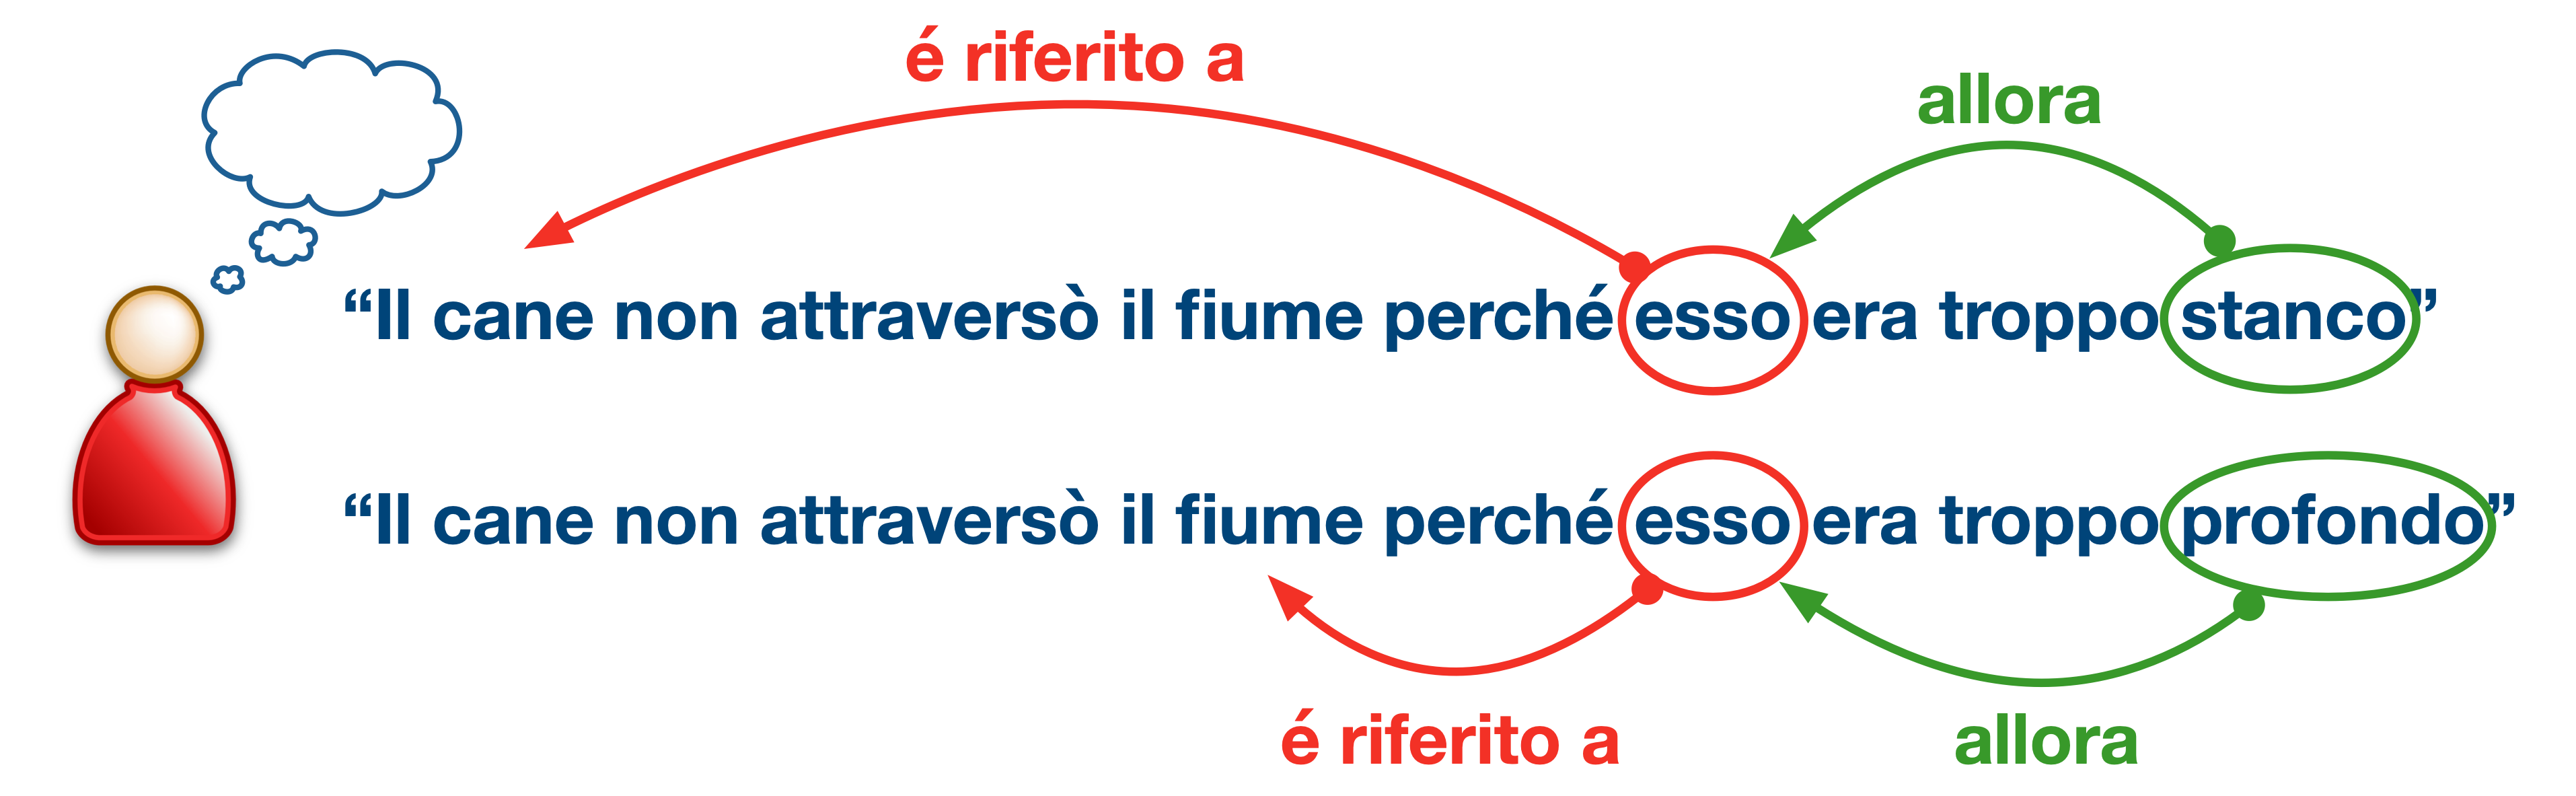 é riferito a
allora
“Il cane non attraversò il fiume perché esso era troppo stanco”
“Il cane non attraversò il fiume perché esso era troppo profondo”
é riferito a
allora